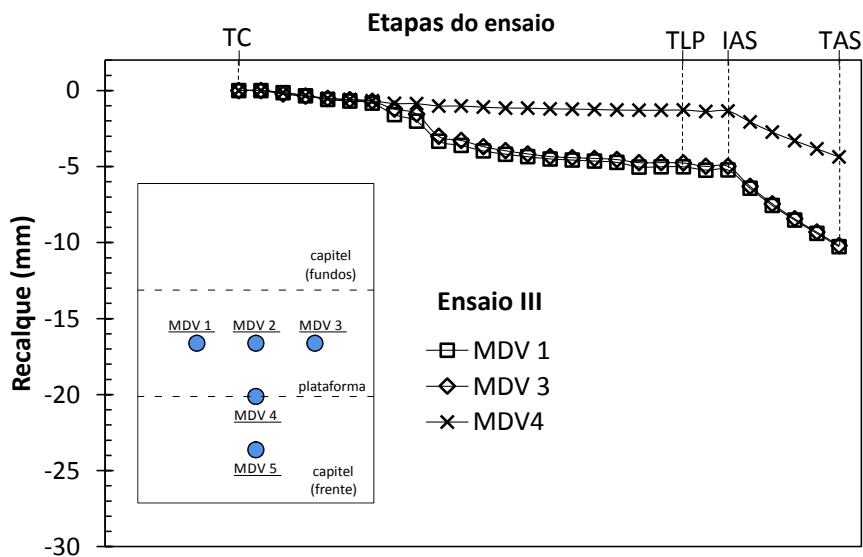 Etapas do ensaio
TC
TLP
IAS
TAS
Recalque (mm)
0
-5
-10
-15
-20
-25
-30
capitel
(fundos)
MDV 1
MDV 2
MDV 3
plataforma
MDV 4
MDV 5
capitel
(frente)
Ensaio III
MDV 1
MDV 3
MDV4